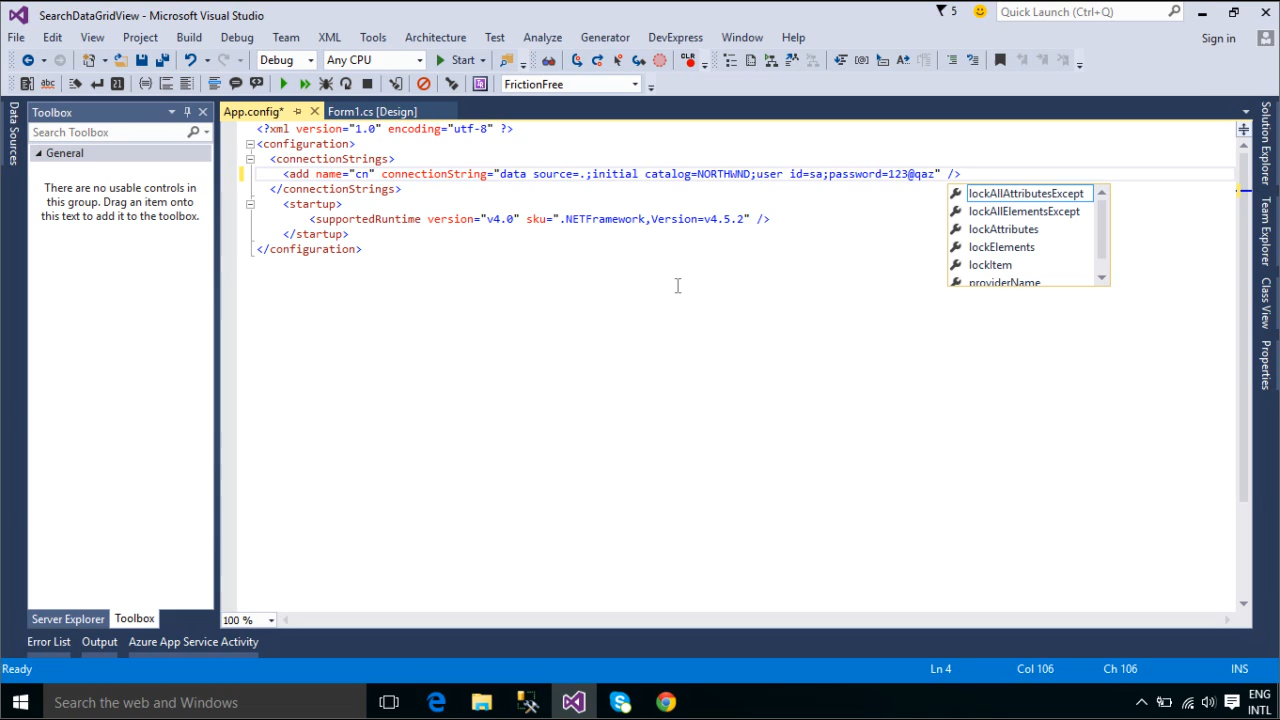 SearchDataGridView - Microsoft Visual Studio
5
Quick Launch (Ctrl+Q)
File Edit View Project Build Debug Team XML Tools Architecture Test Analyze Generator DevExpress Window Help
Sign in
Debug Any CPU Start
FrictionFree
Data Sources
Toolbox
Search Toolbox
General
There are no usable controls in
this group. Drag an item onto
this text to add it to the toolbox.
App.config* Form1.cs [Design]
<?xml version="1.0" encoding="utf-8" ?>
<configuration>
<connectionStrings>
<add name="cn" connectionString="data source=.;initial catalog=NORTHWND;user id=sa;password=123@qaz" />
</connectionStrings>
<startup>
<supportedRuntime version="v4.0" sku=".NETFramework,Version=v4.5.2" />
</startup>
</configuration>
lockAllAttributesExcept
lockAllElementsExcept
lockAttributes
lockElements
lockItem
providerName
Solution Explorer
Team Explorer
Class View
Properties
100 %
Server Explorer Toolbox
Error List Output Azure App Service Activity
Ready Ln 4 Col 106 Ch 106 INS
Search the web and Windows
ENG
INTL